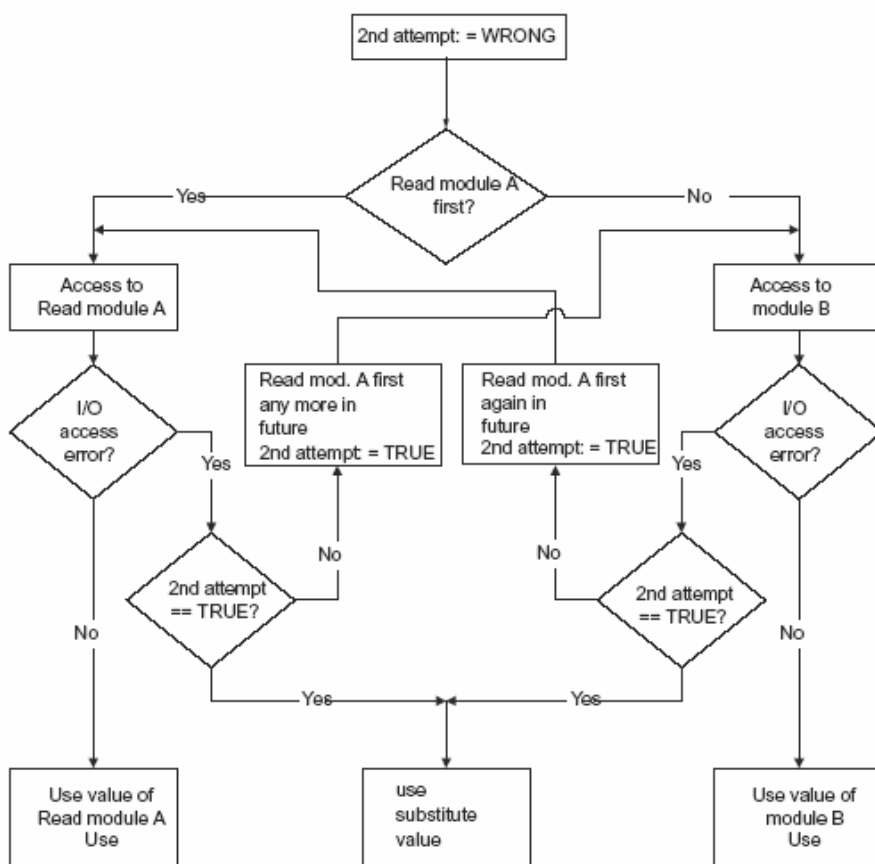 2nd attempt: = WRONG
Read module A
first?
Yes
No
Access to
Read module A
Access to
module B
I/O
access
error?
Read mod. A first
any more in
future
2nd attempt: = TRUE
Read mod. A first
again in
future
2nd attempt: = TRUE
I/O
access
error?
Yes
Yes
No
No
2nd attempt
== TRUE?
2nd attempt
== TRUE?
No
No
Yes
Yes
Use value of
Read module A
Use
use
substitute
value
Use value of
module B
Use